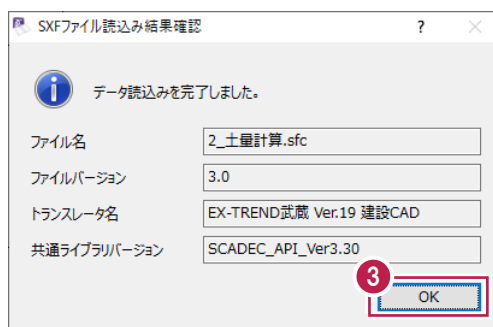 SXFファイル読込み結果確認 ?
データ読込みを完了しました。
ファイル名 2_土量計算.sfc
ファイルバージョン 3.0
トランスレータ名 EX-TREND武蔵 Ver.19 建設CAD
共通ライブラリバージョン SCADEC_API_Ver3.30
3
OK